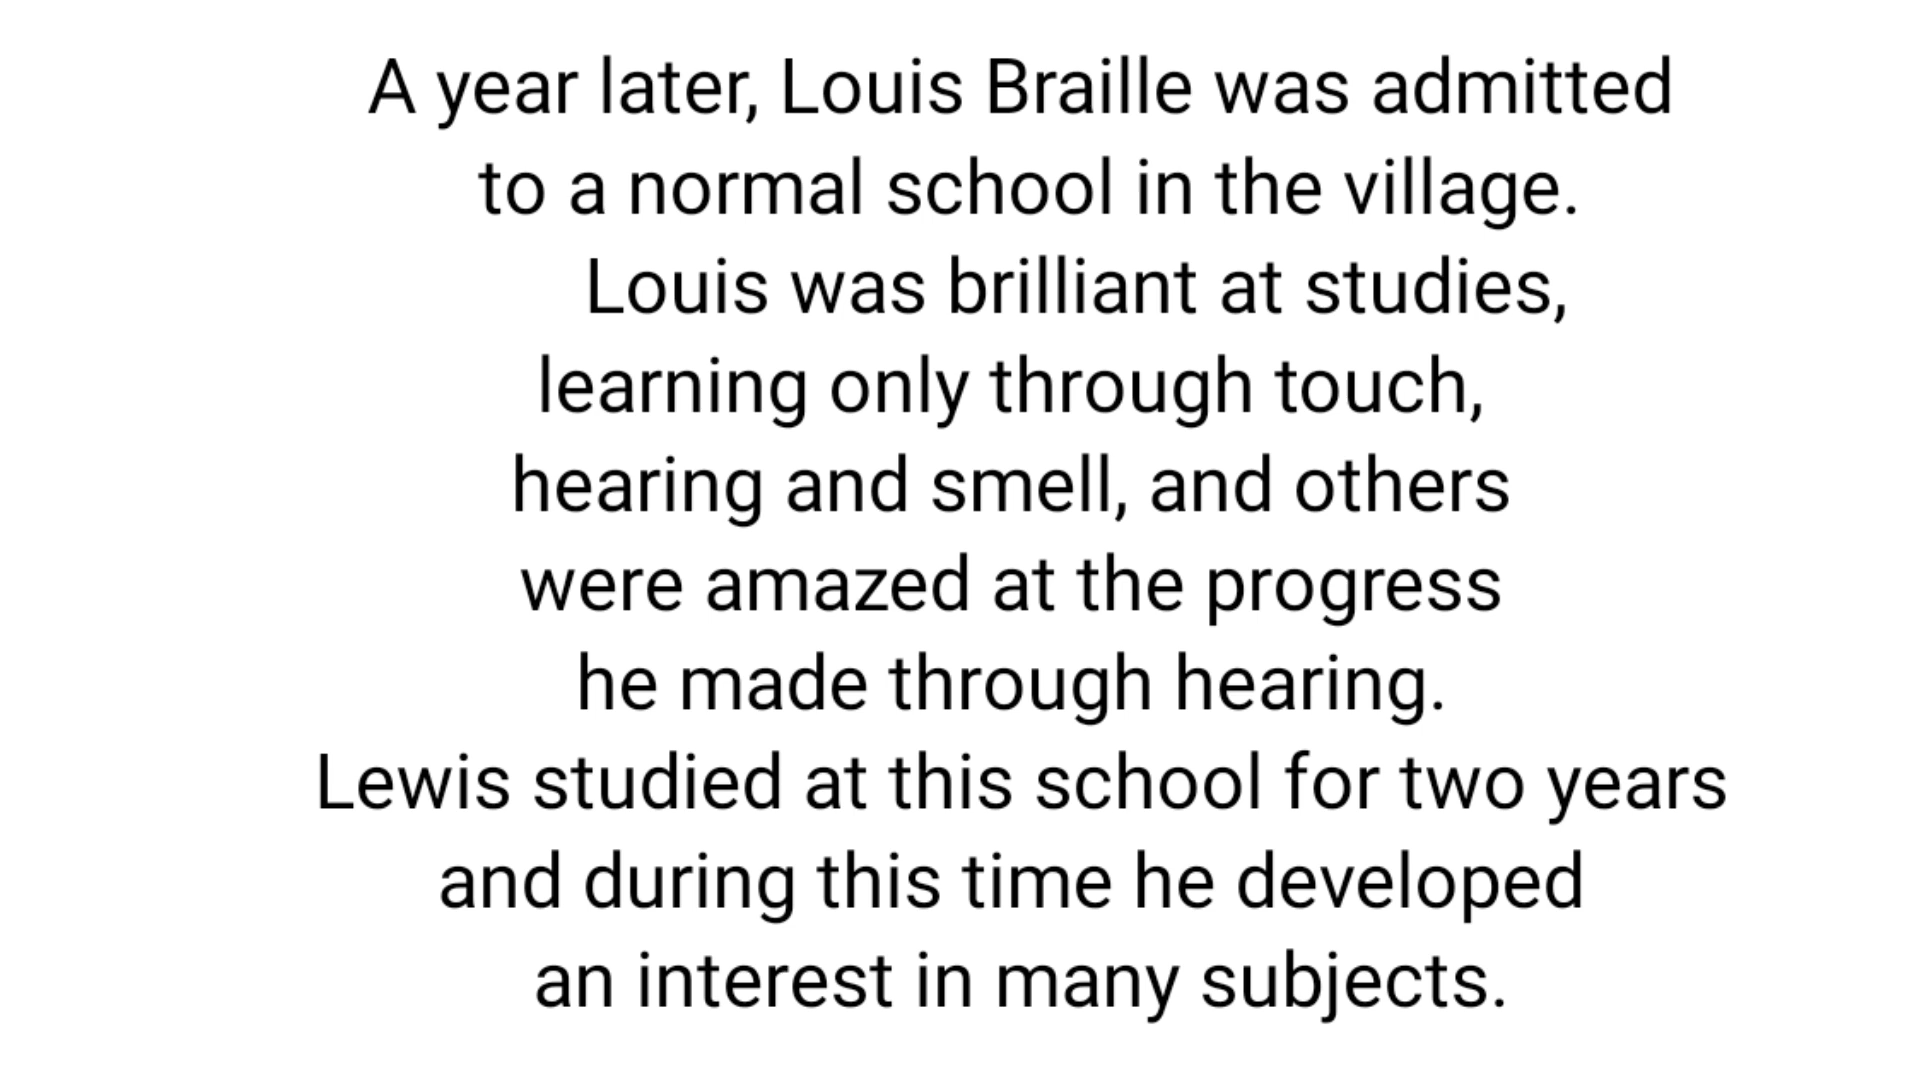 A year later, Louis Braille was admitted
to a normal school in the village.
Louis was brilliant at studies,
learning only through touch,
hearing and smell, and others
were amazed at the progress
he made through hearing.
Lewis studied at this school for two years
and during this time he developed
an interest in many subjects.